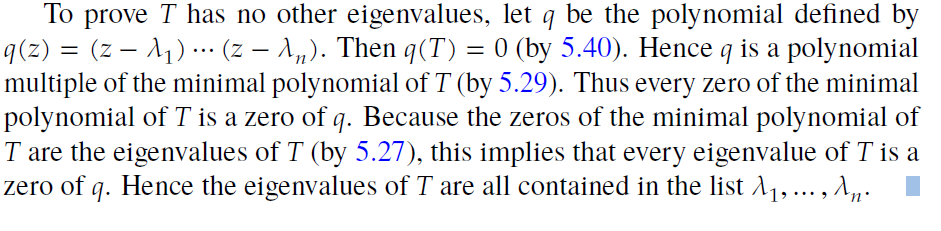 To prove T has no other eigenvalues, let q be the polynomial defined by
q(z) = (z − λ₁) ⋯ (z − λₙ). Then q(T) = 0 (by 5.40). Hence q is a polynomial
multiple of the minimal polynomial of T (by 5.29). Thus every zero of the minimal
polynomial of T is a zero of q. Because the zeros of the minimal polynomial of
T are the eigenvalues of T (by 5.27), this implies that every eigenvalue of T is a
zero of q. Hence the eigenvalues of T are all contained in the list λ₁, … , λₙ.